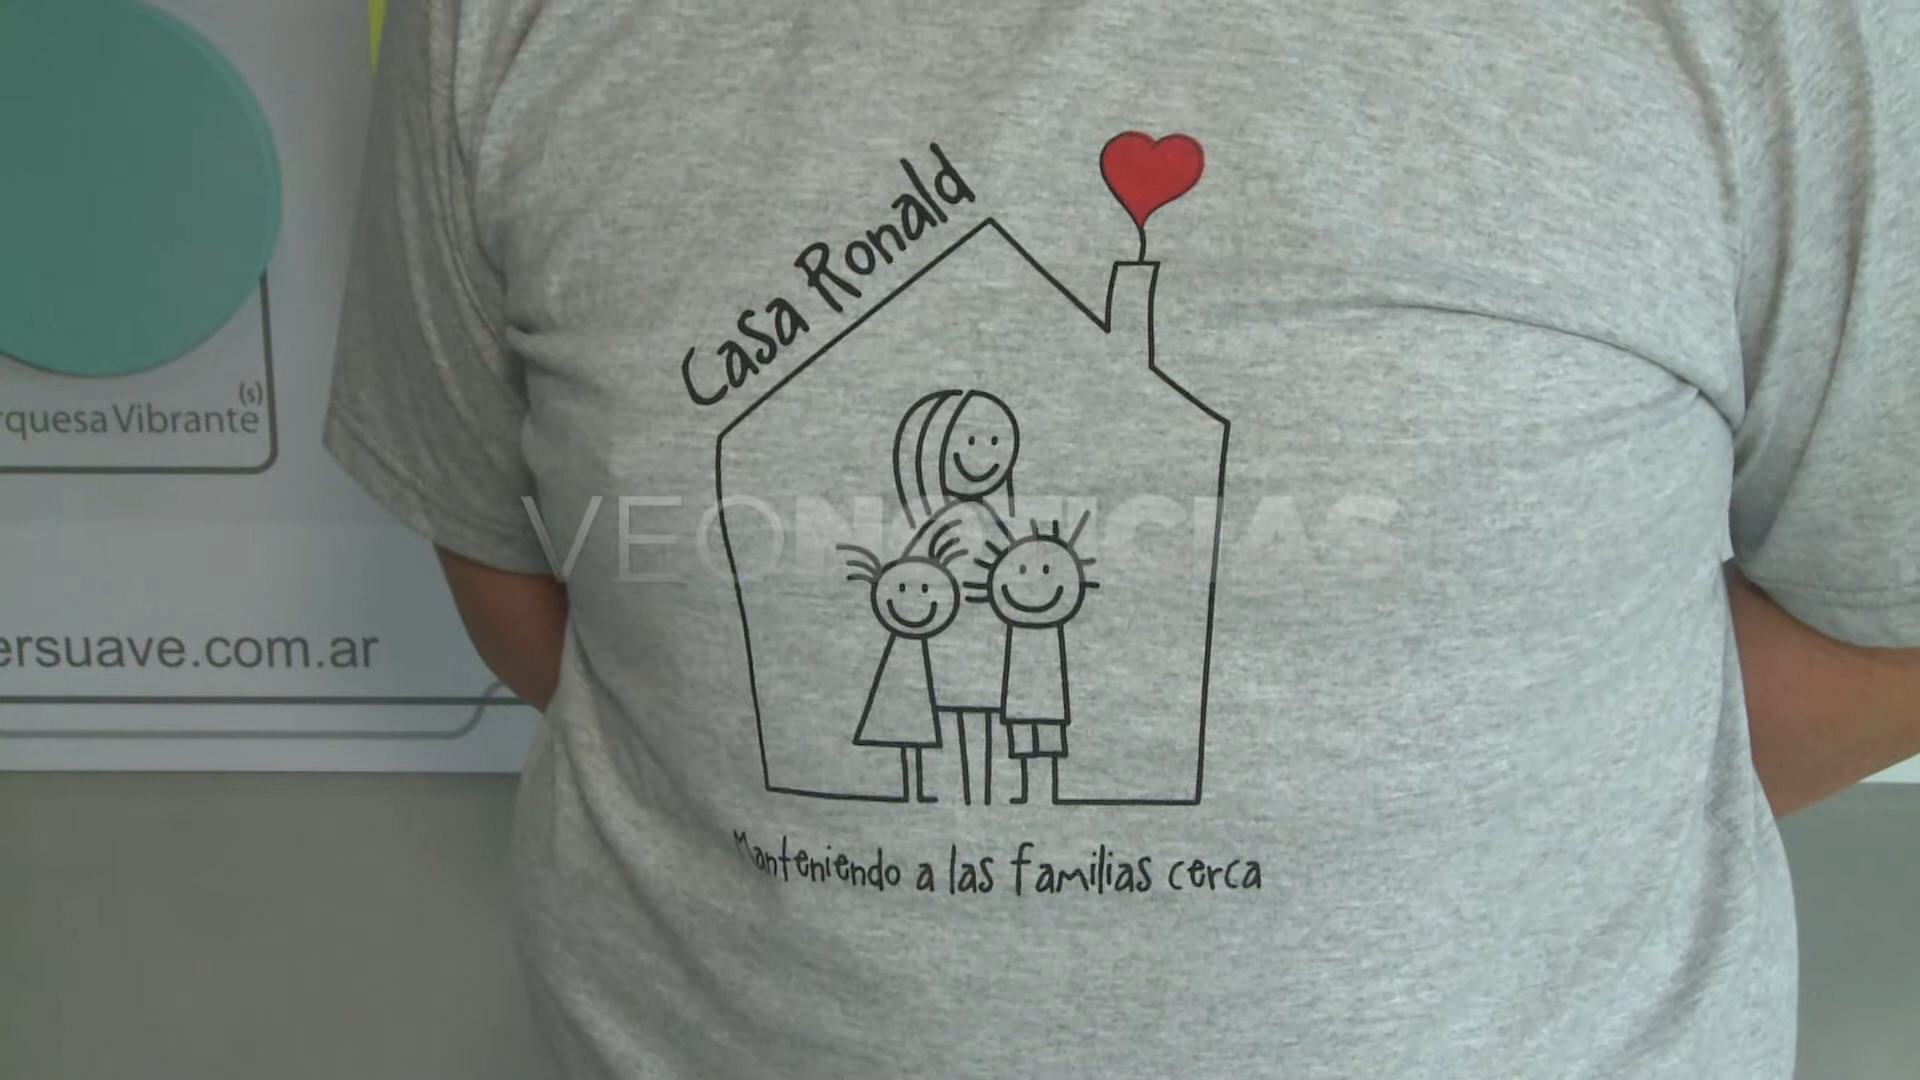 Casa Ronald
rquesa Vibrante
(s)
VEONOTICIAS
ersuave.com.ar
Manteniendo a las familias cerca